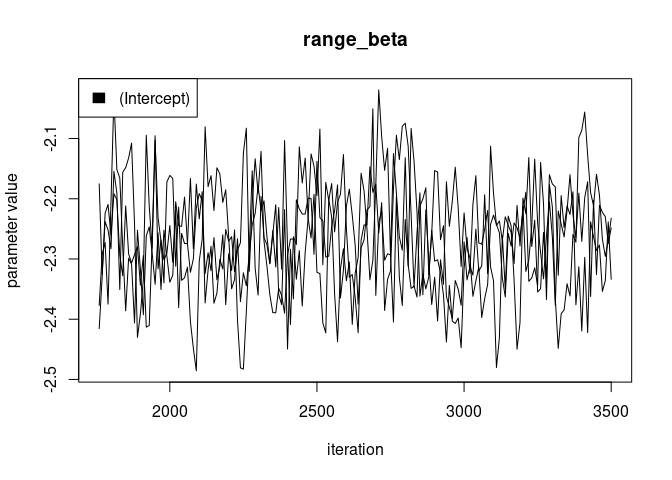 range_beta
(Intercept)
parameter value
-2.1
-2.2
-2.3
-2.4
-2.5
2000
2500
3000
3500
iteration